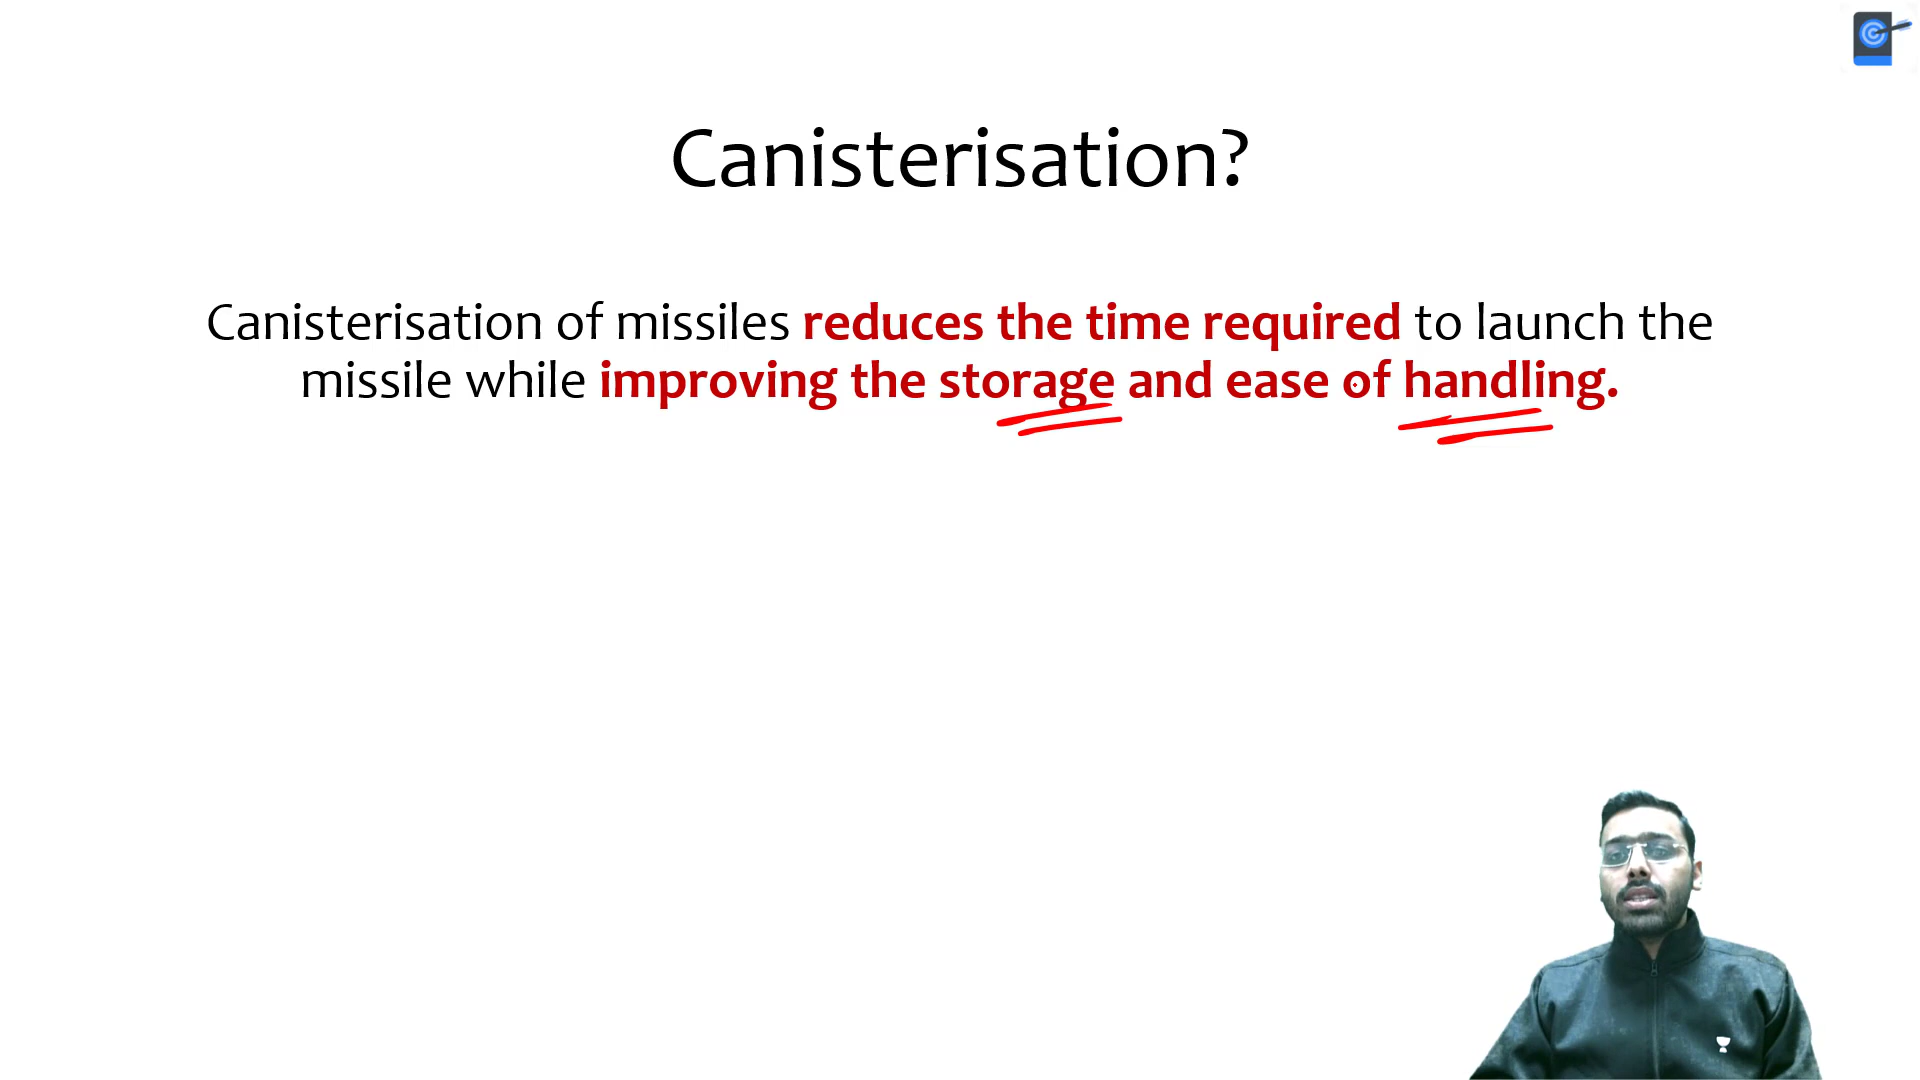 Canisterisation?
Canisterisation of missiles reduces the time required to launch the
missile while improving the storage and ease of handling.